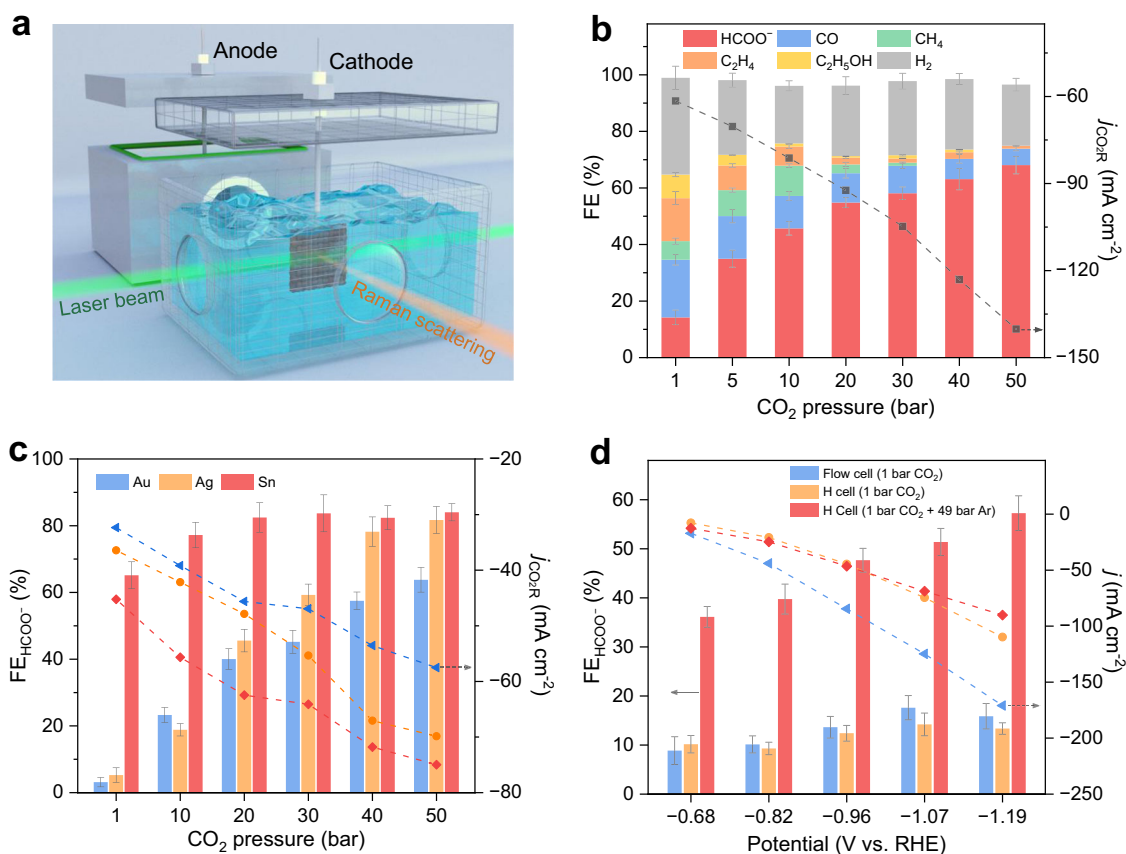 a
Anode
Cathode
Laser beam
Raman scattering
b
HCOO⁻ CO CH₄
C₂H₄ C₂H₅OH H₂
FE (%)
100
80
60
40
20
0
−60
−90
−120
−150
j_CO₂R (mA cm⁻²)
1 5 10 20 30 40 50
CO₂ pressure (bar)
c
Au Ag Sn
FE_HCOO⁻ (%)
100
80
60
40
20
0
−20
−40
−60
−80
j_CO₂R (mA cm⁻²)
1 10 20 30 40 50
CO₂ pressure (bar)
d
Flow cell (1 bar CO₂)
H cell (1 bar CO₂)
H Cell (1 bar CO₂ + 49 bar Ar)
FE_HCOO⁻ (%)
60
50
40
30
20
10
0
0
−50
−100
−150
−200
−250
j (mA cm⁻²)
−0.68 −0.82 −0.96 −1.07 −1.19
Potential (V vs. RHE)